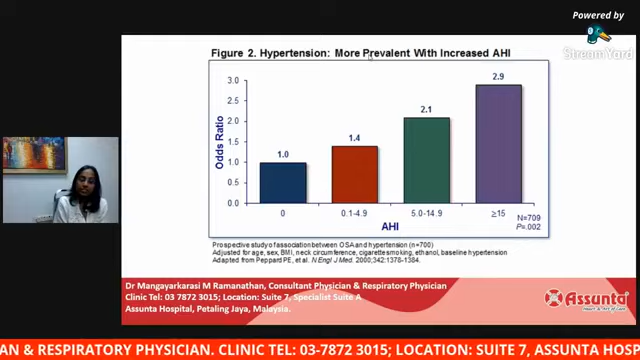 Powered by
StreamYard
Figure 2. Hypertension: More Prevalent With Increased AHI
3.0
2.5
2.0
1.5
1.0
0.5
0.0
Odds Ratio
1.0
1.4
2.1
2.9
0
0.1-4.9
5.0-14.9
≥15
AHI
N=709
P=.002
Prospective study of association between OSA and hypertension (n=700)
Adjusted for age, sex, BMI, neck circumference, cigarette smoking, ethanol, baseline hypertension
Adapted from Peppard PE, et al. N Engl J Med. 2000;342:1378-1384.
Dr Mangayarkarasi M Ramanathan, Consultant Physician & Respiratory Physician
Clinic Tel: 03 7872 3015; Location: Suite 7, Specialist Suite A
Assunta Hospital, Petaling Jaya, Malaysia.
Assunta
Heart & Art of Care
AN & RESPIRATORY PHYSICIAN. CLINIC TEL: 03-7872 3015; LOCATION: SUITE 7, ASSUNTA HOSP